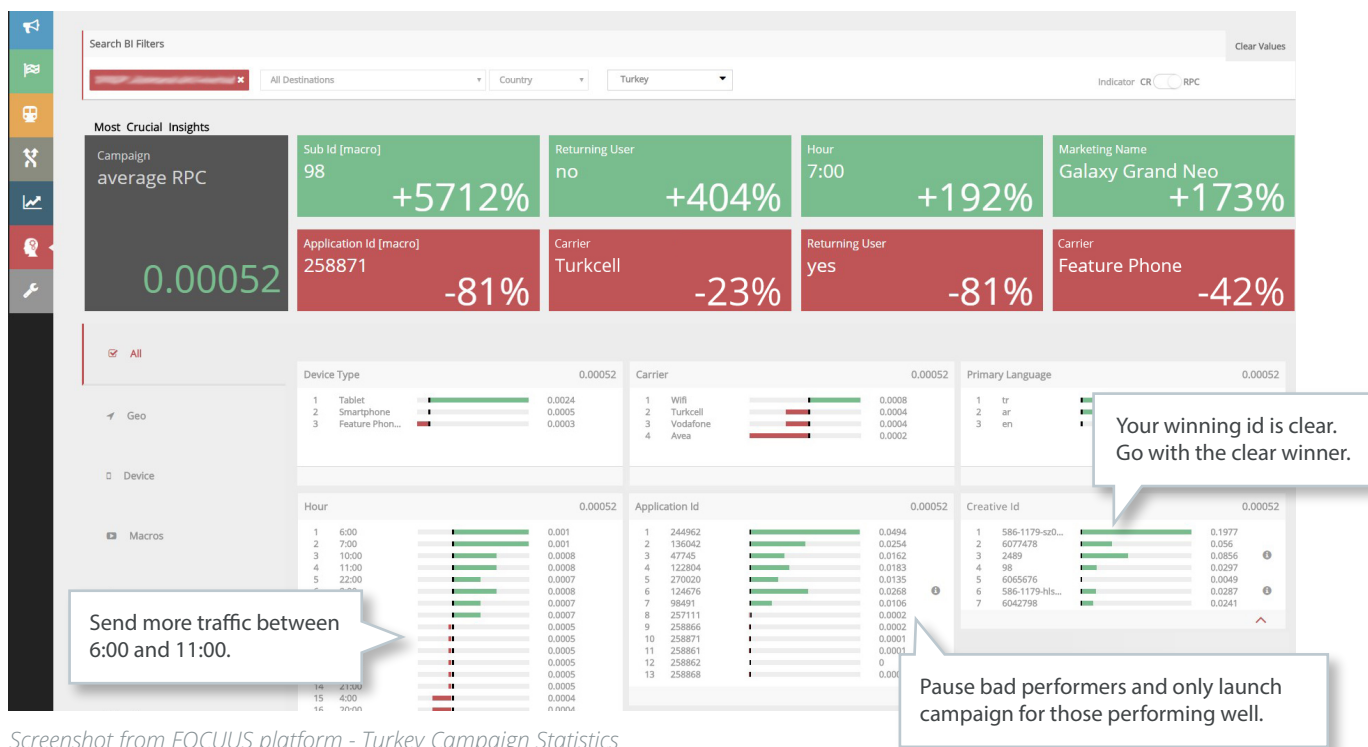 Search BI Filters
Clear Values
All Destinations
Country
Turkey
Indicator CR RPC
Most Crucial Insights
Campaign
average RPC
0.00052
Sub Id [macro]
98
+5712%
Returning User
no
+404%
Hour
7:00
+192%
Marketing Name
Galaxy Grand Neo
+173%
Application Id [macro]
258871
-81%
Carrier
Turkcell
-23%
Returning User
yes
-81%
Carrier
Feature Phone
-42%
All
Geo
Device
Macros
Device Type 0.00052
1 Tablet 0.0024
2 Smartphone 0.0005
3 Feature Phon... 0.0003
Carrier 0.00052
1 Wifi 0.0008
2 Turkcell 0.0004
3 Vodafone 0.0004
4 Avea 0.0002
Primary Language 0.00052
1 tr
2 ar
3 en
Your winning id is clear.
Go with the clear winner.
Hour 0.00052
1 6:00 0.001
2 7:00 0.001
3 10:00 0.0008
4 11:00 0.0008
5 22:00 0.0007
0.0008
0.0007
0.0007
0.0005
0.0005
0.0005
0.0005
0.0005
14 21:00 0.0005
15 4:00 0.0004
16 20:00 0.0004
Send more traffic between
6:00 and 11:00.
Application Id 0.00052
1 244962 0.0494
2 136042 0.0254
3 47745 0.0162
4 122804 0.0183
5 270020 0.0135
6 124676 0.0268
7 98491 0.0106
8 257111 0.0002
9 258866 0.0002
10 258871 0.0001
11 258861 0.0001
12 258862 0
13 258868
Creative Id 0.00052
1 586-1179-sz0... 0.1977
2 6077478 0.056
3 2489 0.0856
4 98 0.0297
5 6065676 0.0049
6 586-1179-hls... 0.0287
7 6042798 0.0241
Pause bad performers and only launch
campaign for those performing well.
Screenshot from FOCUUS platform - Turkey Campaign Statistics